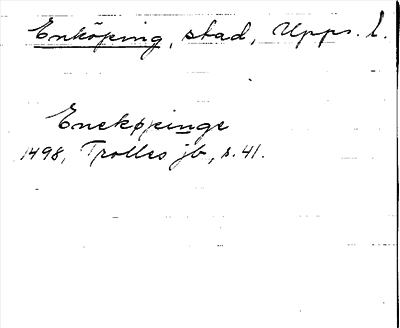 Enköping, stad, Upps. l.
Enekøpinge
1498, Trolles jb, s. 41.